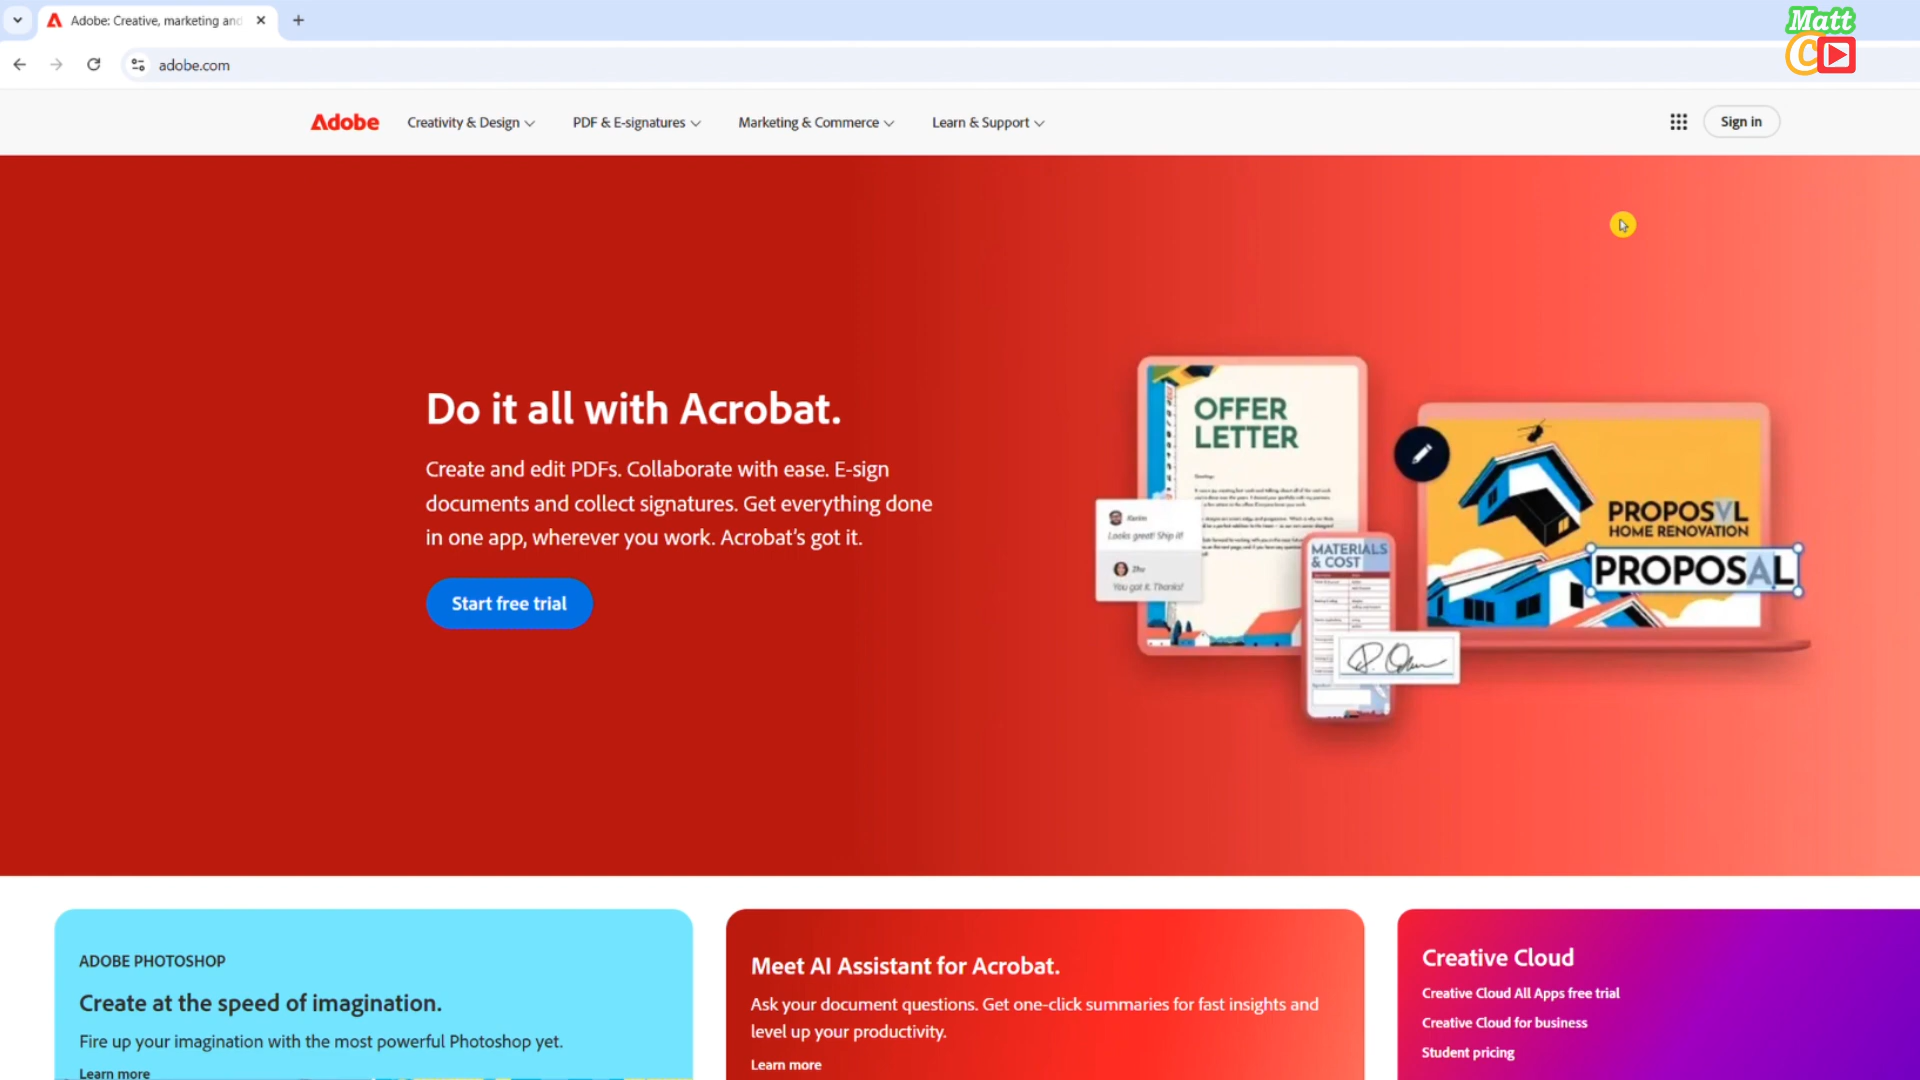 Adobe: Creative, marketing and
Matt
C
adobe.com
Adobe
Creativity & Design
PDF & E-signatures
Marketing & Commerce
Learn & Support
Sign in
Do it all with Acrobat.
Create and edit PDFs. Collaborate with ease. E-sign
documents and collect signatures. Get everything done
in one app, wherever you work. Acrobat's got it.
Start free trial
OFFER
LETTER
Looks great! Ship it!
You got it. Thanks!
MATERIALS
& COST
PROPOSVL
HOME RENOVATION
PROPOSAL
ADOBE PHOTOSHOP
Create at the speed of imagination.
Fire up your imagination with the most powerful Photoshop yet.
Learn more
Meet AI Assistant for Acrobat.
Ask your document questions. Get one-click summaries for fast insights and
level up your productivity.
Learn more
Creative Cloud
Creative Cloud All Apps free trial
Creative Cloud for business
Student pricing